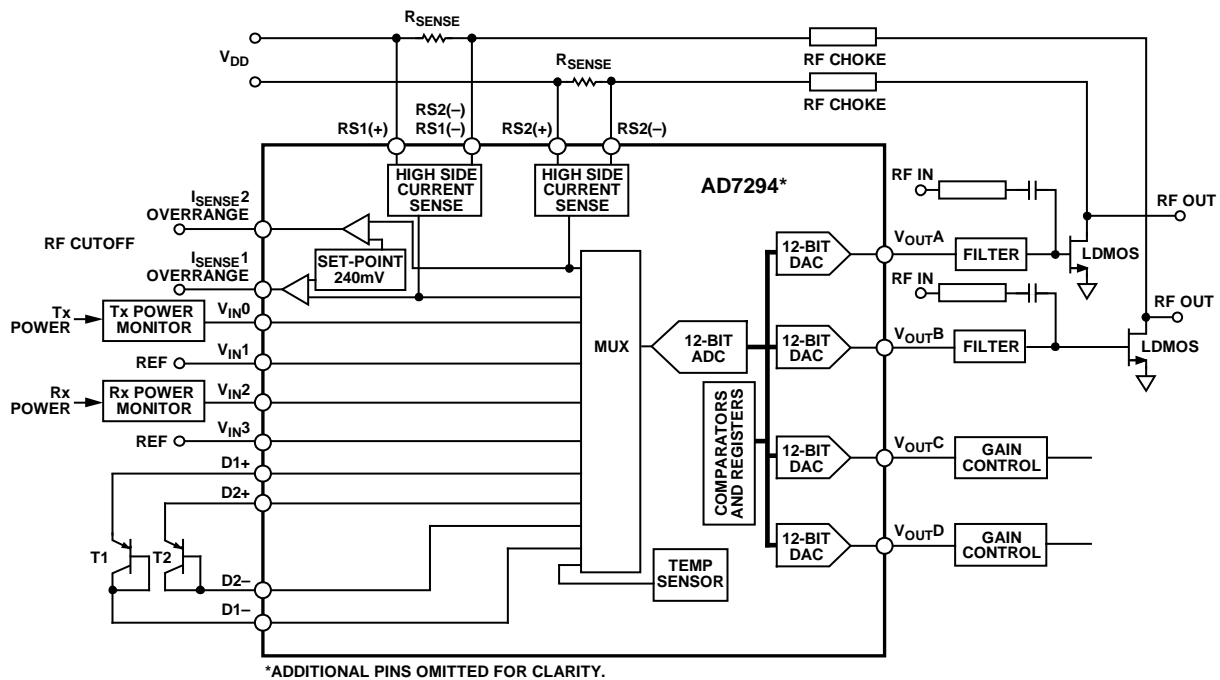 RSENSE
VDD
RF CHOKE
RSENSE
RF CHOKE
RS2(–)
RS1(+)
RS1(–)
RS2(+)
RS2(–)
HIGH SIDE
CURRENT
SENSE
HIGH SIDE
CURRENT
SENSE
AD7294*
RF IN
ISENSE2
OVERRANGE
RF OUT
RF CUTOFF
SET-POINT
240mV
12-BIT
DAC
VOUTA
FILTER
LDMOS
ISENSE1
OVERRANGE
RF IN
RF OUT
Tx
POWER
Tx POWER
MONITOR
VIN0
MUX
12-BIT
ADC
12-BIT
DAC
VOUTB
FILTER
LDMOS
REF
VIN1
Rx
POWER
Rx POWER
MONITOR
VIN2
COMPARATORS
AND REGISTERS
REF
VIN3
12-BIT
DAC
VOUTC
GAIN
CONTROL
D1+
D2+
12-BIT
DAC
VOUTD
GAIN
CONTROL
T1
T2
TEMP
SENSOR
D2–
D1–
*ADDITIONAL PINS OMITTED FOR CLARITY.